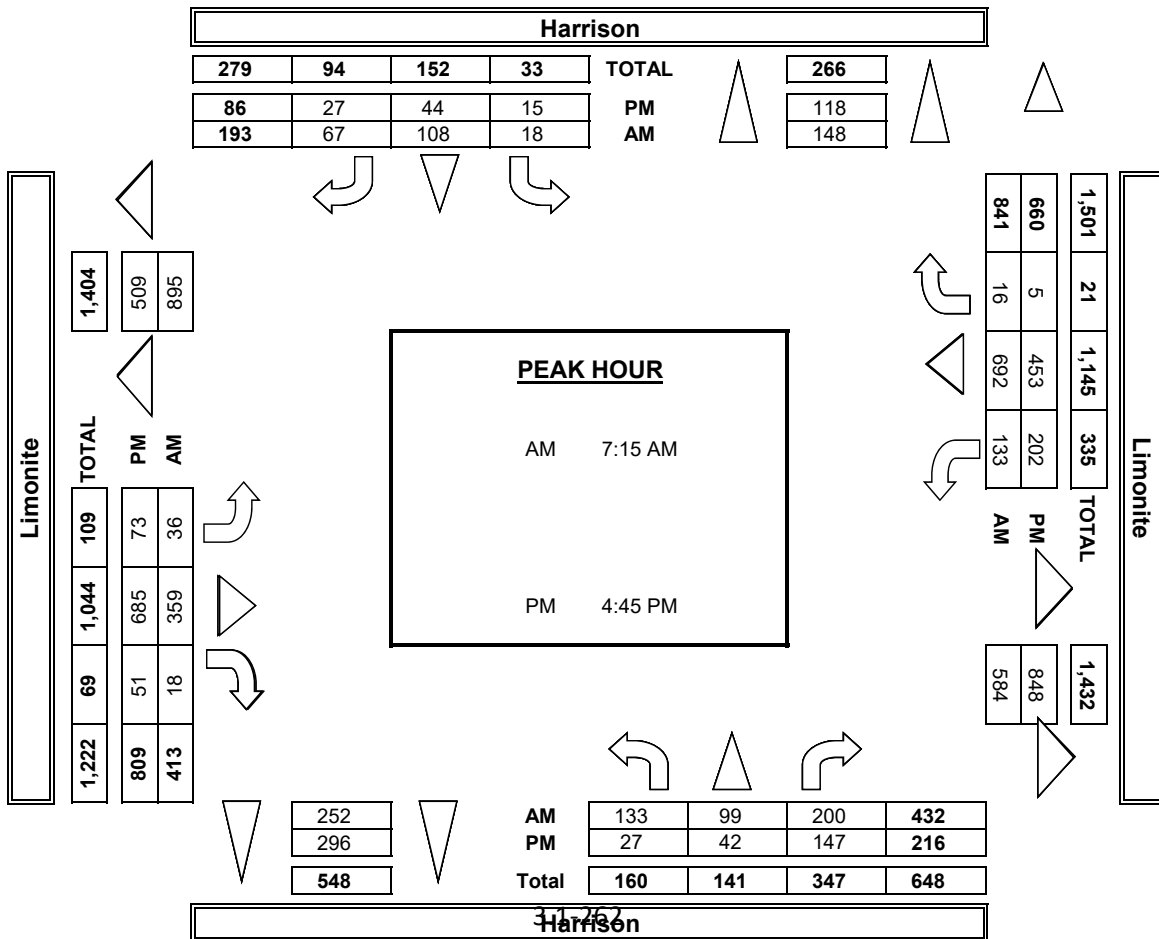 Harrison
279 94 152 33 TOTAL 266
86 27 44 15 PM 118
193 67 108 18 AM 148
Limonite
1,222 69 1,044 109 TOTAL 1,404
809 51 685 73 PM 509
413 18 359 36 AM 895
PEAK HOUR
AM 7:15 AM
PM 4:45 PM
Limonite
1,501 21 1,145 335 TOTAL 1,432
660 5 453 202 PM 848
841 16 692 133 AM 584
252 AM 133 99 200 432
296 PM 27 42 147 216
548 Total 160 141 347 648
Harrison
3.1-262